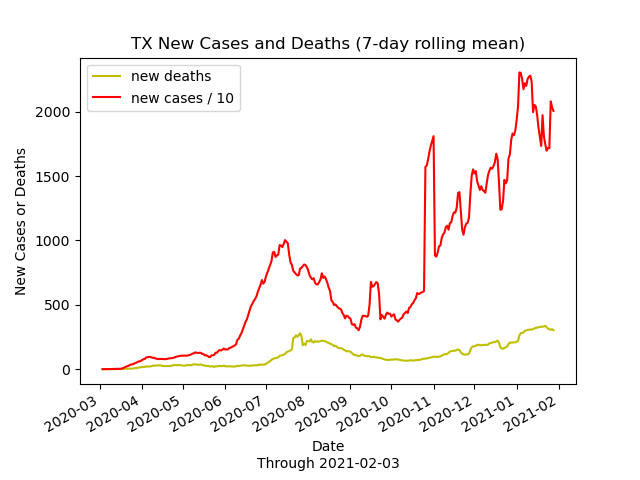 TX New Cases and Deaths (7-day rolling mean)
new deaths
new cases / 10
New Cases or Deaths
2000
1500
1000
500
0
2020-03
2020-04
2020-05
2020-06
2020-07
2020-08
2020-09
2020-10
2020-11
2020-12
2021-01
2021-02
Date
Through 2021-02-03